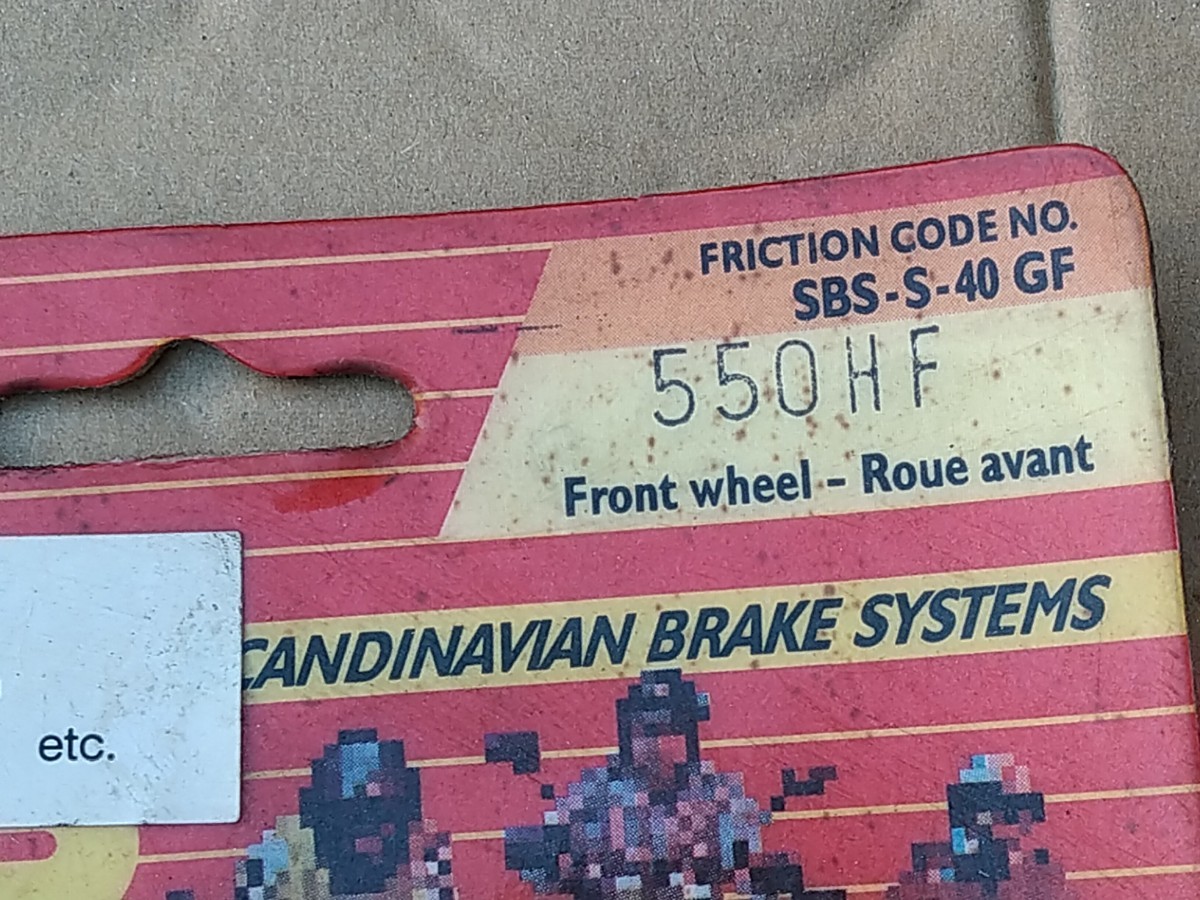 FRICTION CODE NO.
SBS-S-40 GF
550HF
Front wheel - Roue avant
CANDINAVIAN BRAKE SYSTEMS
etc.